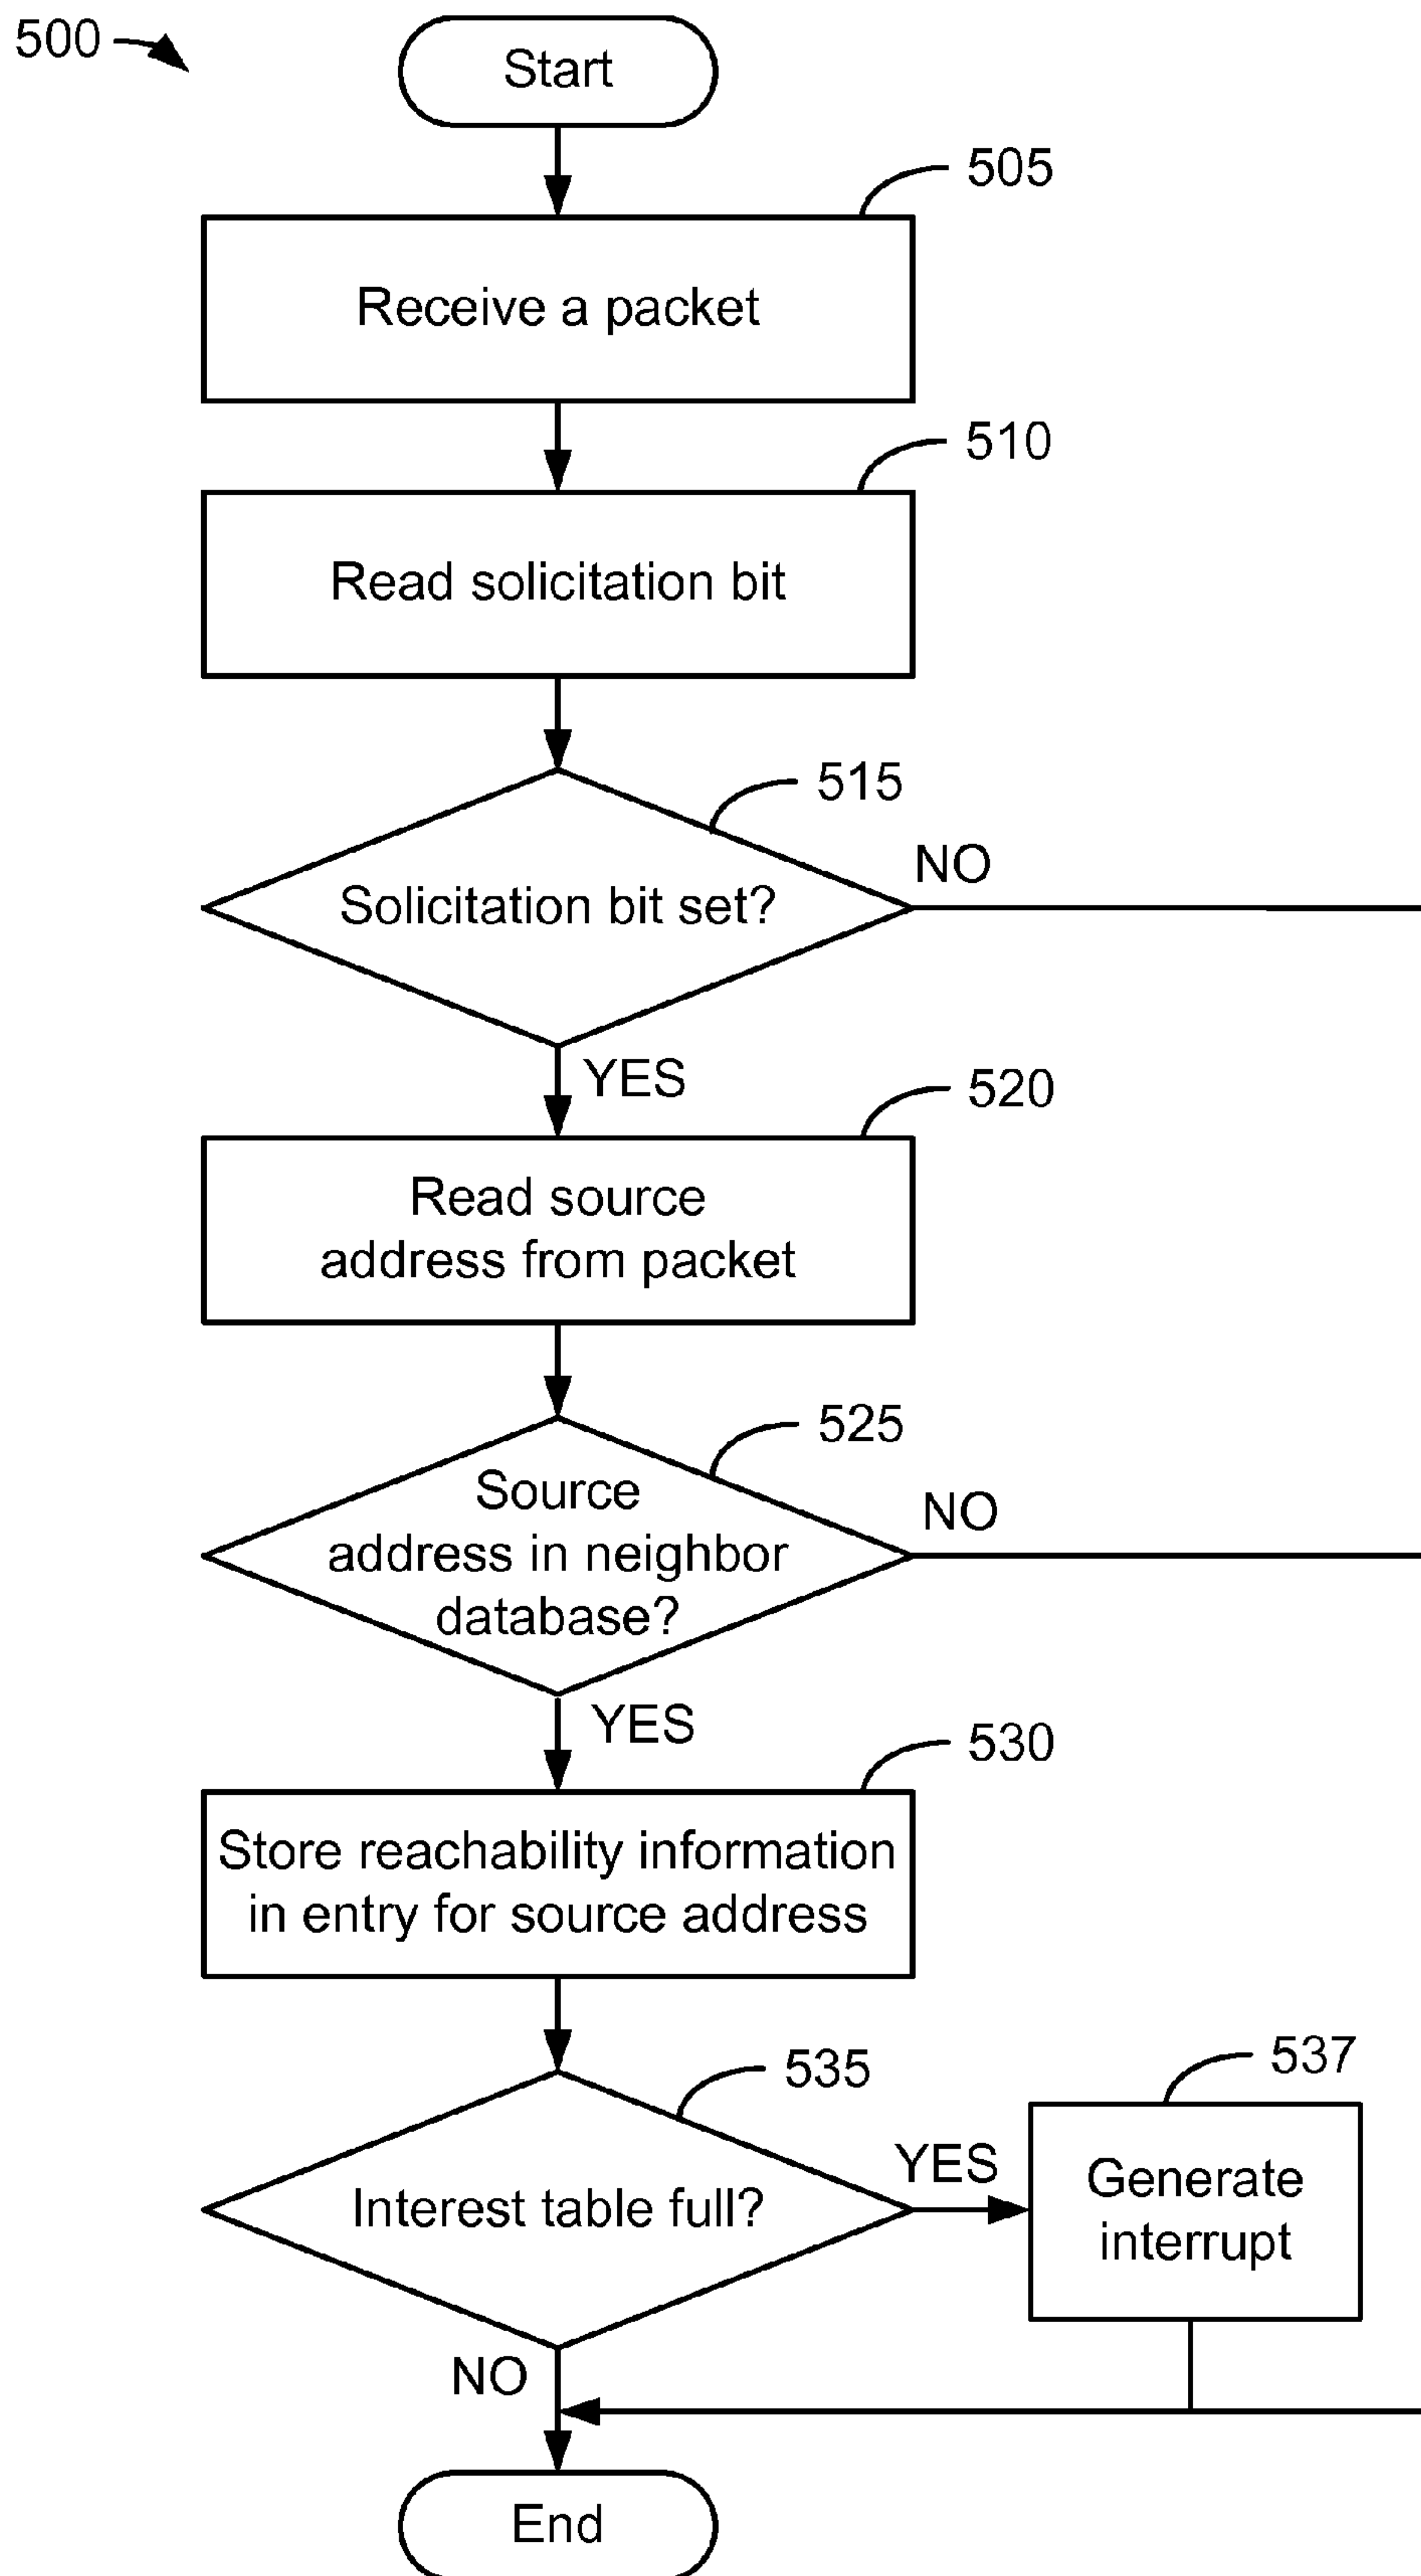 500
Start
505
Receive a packet
510
Read solicitation bit
515
NO
Solicitation bit set?
YES
520
Read source
address from packet
525
Source
NO
address in neighbor
database?
YES
530
Store reachability information
in entry for source address
535
537
YES
Generate
Interest table full?
interrupt
NO
End